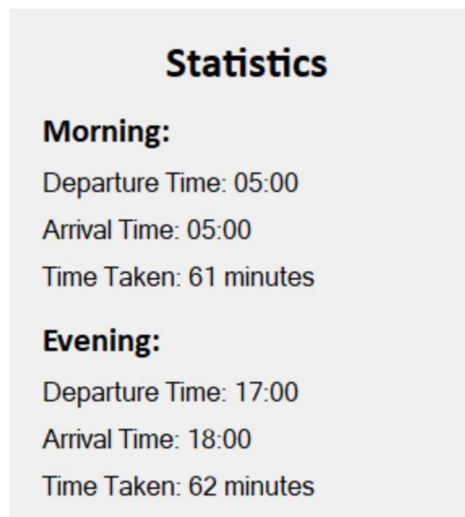 Statistics
Morning:
Departure Time: 05:00
Arrival Time: 05:00
Time Taken: 61 minutes
Evening:
Departure Time: 17:00
Arrival Time: 18:00
Time Taken: 62 minutes